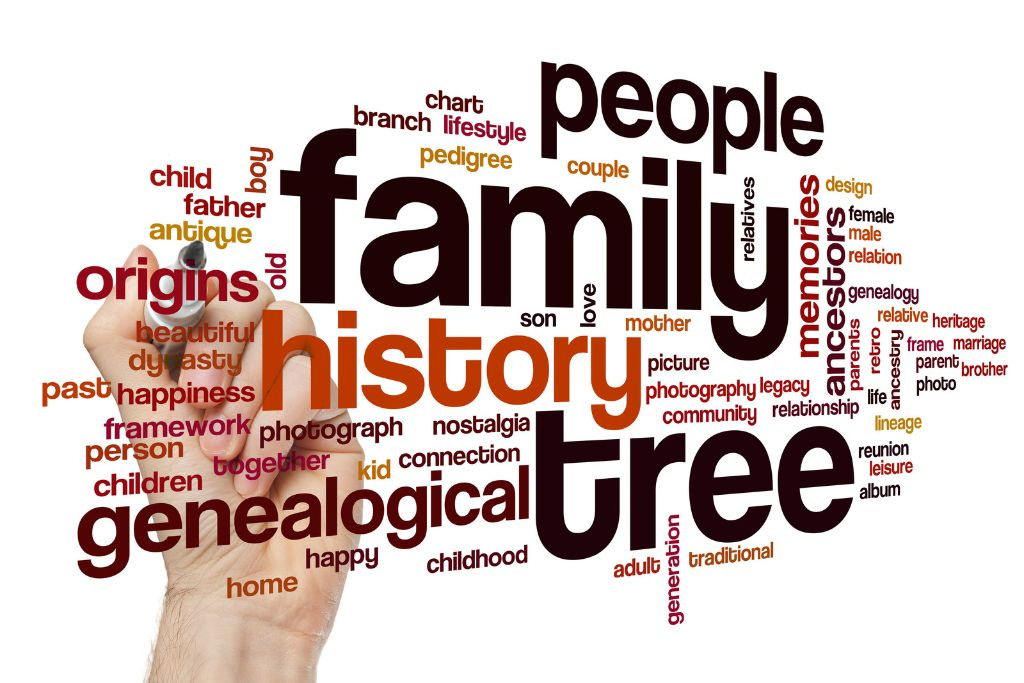 people
chart
branch
lifestyle
pedigree
couple
family
boy
child
father
antique
old
origins
relatives
memories
ancestors
design
female
male
relation
genealogy
son
love
mother
history
beautiful
dynasty
past
happiness
picture
photography
legacy
community
relationship
parents
retro
ancestry
relative
heritage
frame
marriage
parent
brother
photo
life
lineage
framework
photograph
nostalgia
person
together
kid
connection
children
genealogical
tree
reunion
leisure
album
happy
childhood
home
adult
generation
traditional